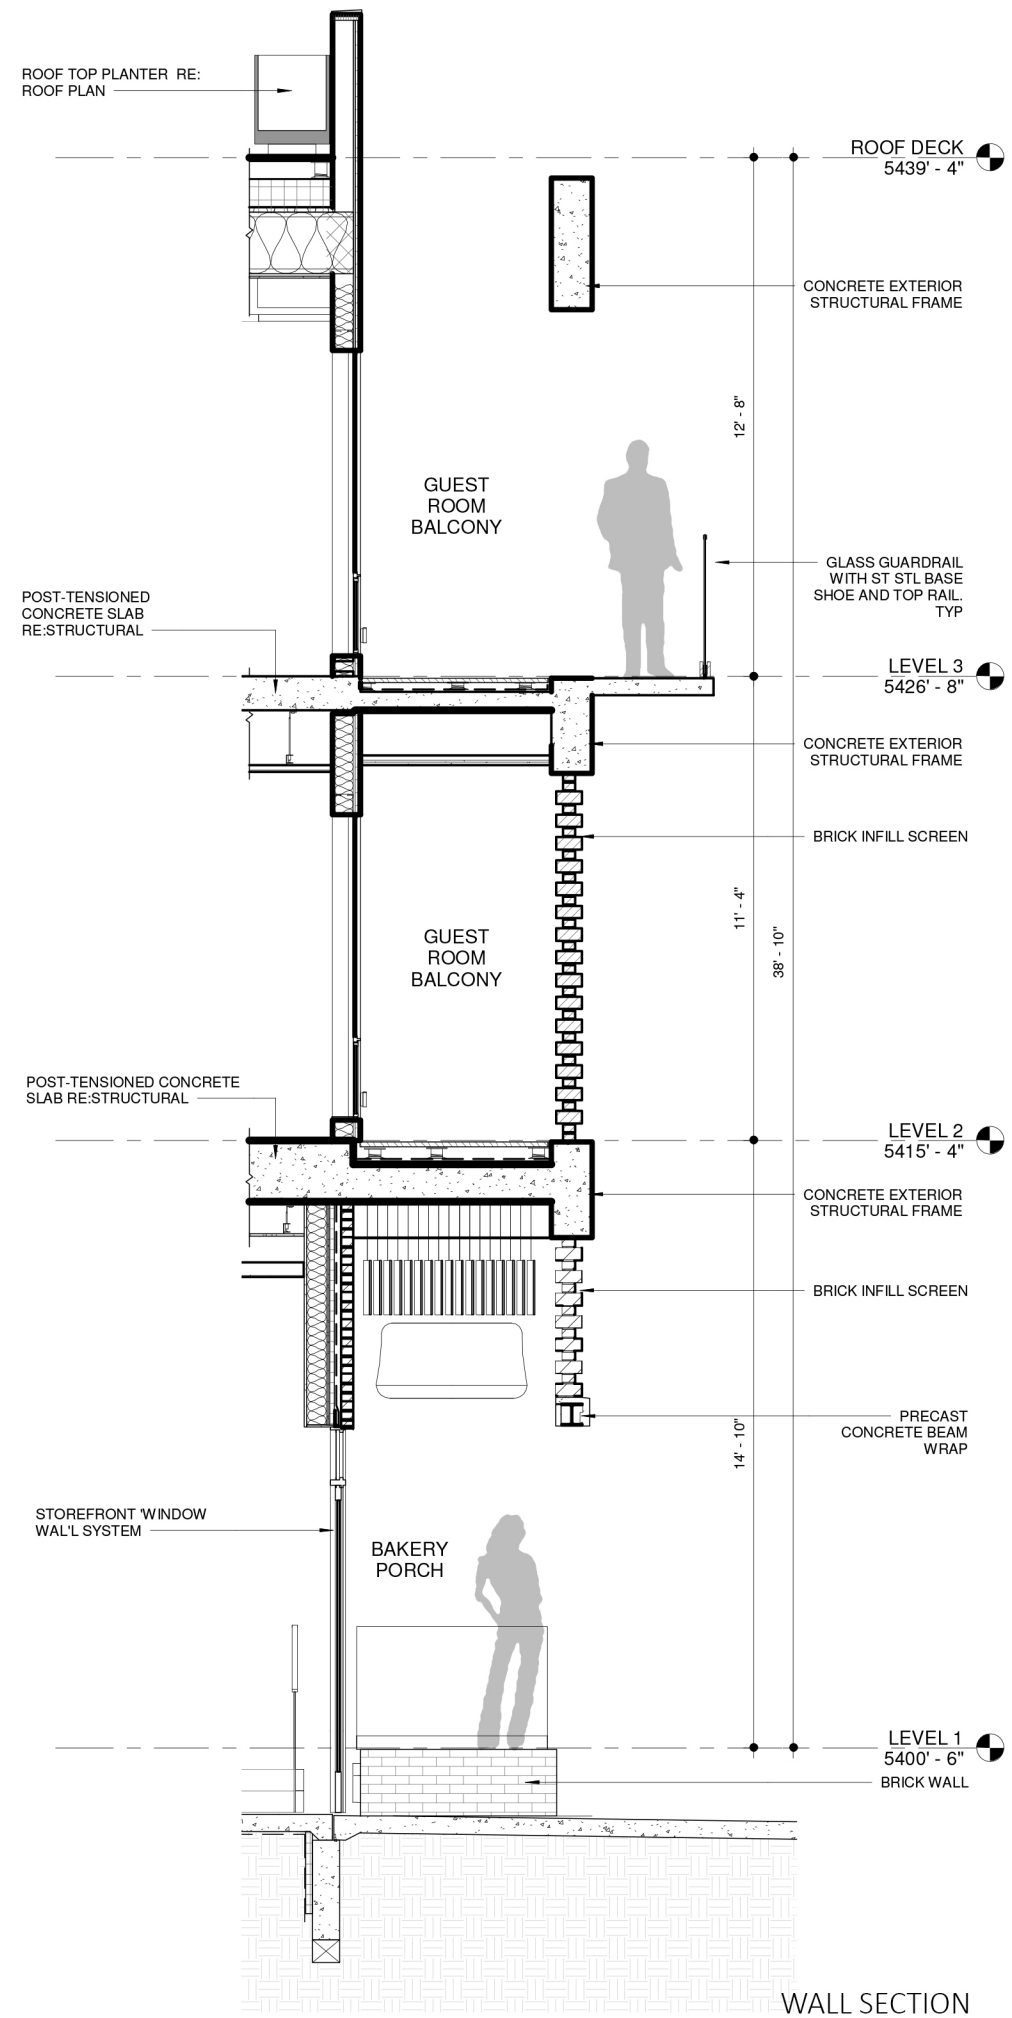 ROOF TOP PLANTER RE:
ROOF PLAN
ROOF DECK
5439' - 4"
CONCRETE EXTERIOR
STRUCTURAL FRAME
12' - 8"
GUEST
ROOM
BALCONY
GLASS GUARDRAIL
WITH ST STL BASE
SHOE AND TOP RAIL.
TYP
POST-TENSIONED
CONCRETE SLAB
RE:STRUCTURAL
LEVEL 3
5426' - 8"
CONCRETE EXTERIOR
STRUCTURAL FRAME
BRICK INFILL SCREEN
11' - 4"
38' - 10"
GUEST
ROOM
BALCONY
POST-TENSIONED CONCRETE
SLAB RE:STRUCTURAL
LEVEL 2
5415' - 4"
CONCRETE EXTERIOR
STRUCTURAL FRAME
BRICK INFILL SCREEN
PRECAST
CONCRETE BEAM
WRAP
14' - 10"
STOREFRONT 'WINDOW
WAL'L SYSTEM
BAKERY
PORCH
LEVEL 1
5400' - 6"
BRICK WALL
WALL SECTION